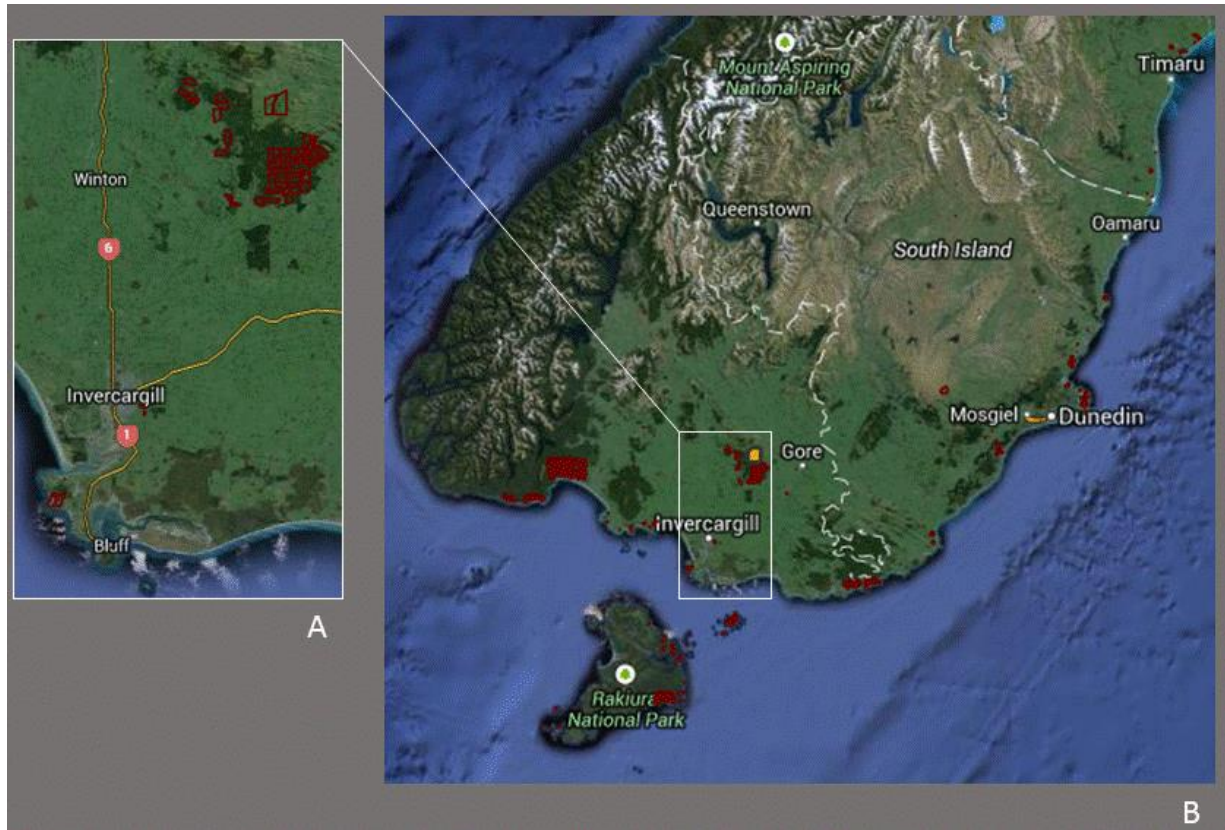 Winton
6
Invercargill
1
Bluff
A
Mount Aspiring
National Park
Timaru
Queenstown
Oamaru
South Island
Mosgiel
Dunedin
Gore
Invercargill
Rakiura
National Park
B